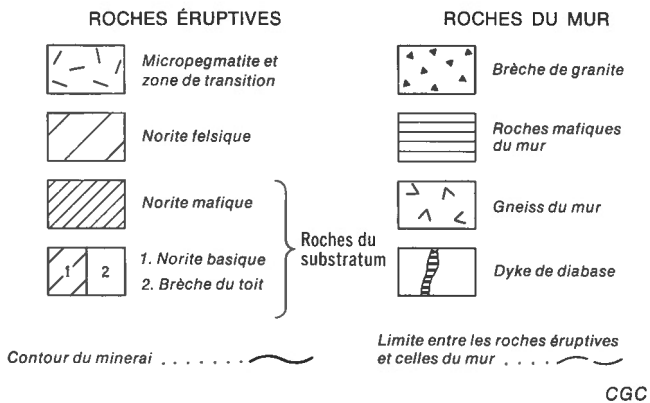 ROCHES ÉRUPTIVES
Micropegmatite et
zone de transition
Norite felsique
Norite mafique
1 2
1. Norite basique
2. Brèche du toit
Roches du
substratum
Contour du minerai . . . . . . .
ROCHES DU MUR
Brèche de granite
Roches mafiques
du mur
Gneiss du mur
Dyke de diabase
Limite entre les roches éruptives
et celles du mur . . . .
CGC